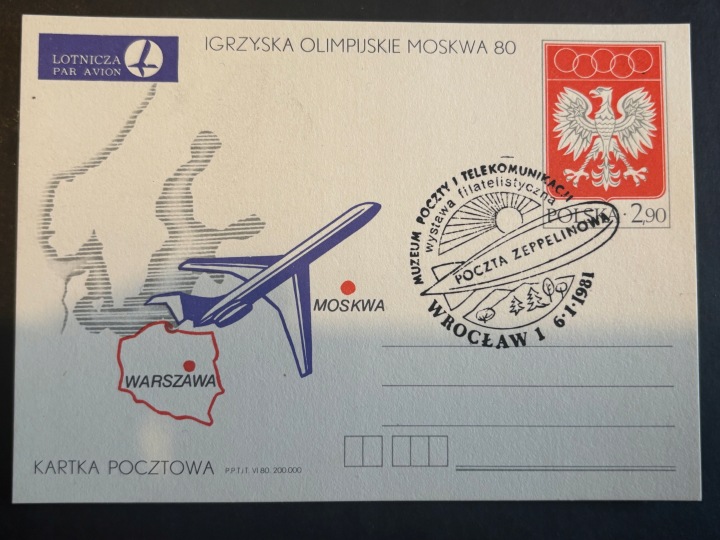 LOTNICZA
PAR AVION
IGRZYSKA OLIMPIJSKIE MOSKWA 80
POLSKA · 2,90
MUZEUM POCZTY I TELEKOMUNIKACJI
wystawa filatelistyczna
POCZTA ZEPPELINOWA
WROCŁAW 1 6·1·1981
MOSKWA
WARSZAWA
KARTKA POCZTOWA P.P.T.iT. VI 80. 200.000